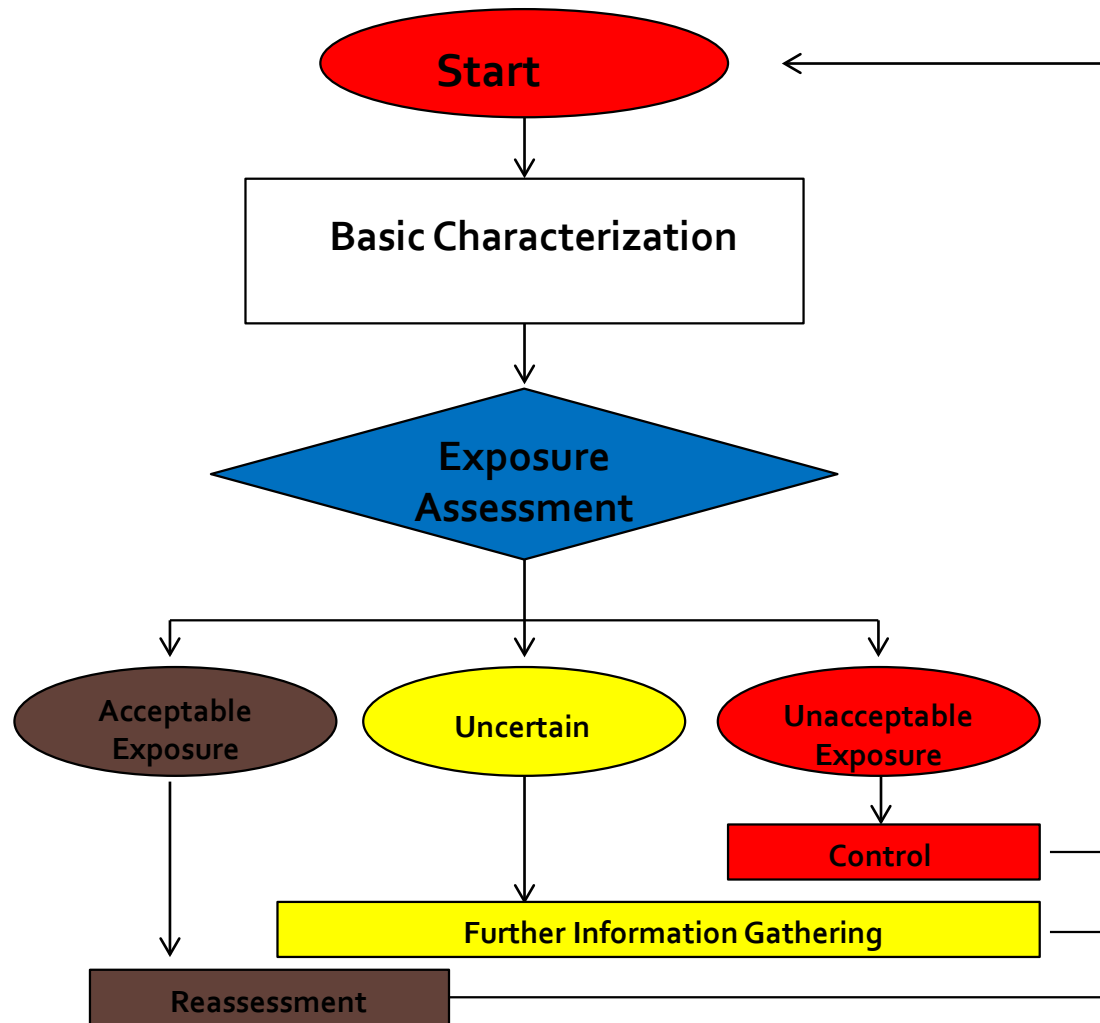 Start
Basic Characterization
Exposure
Assessment
Acceptable
Exposure
Uncertain
Unacceptable
Exposure
Control
Further Information Gathering
Reassessment